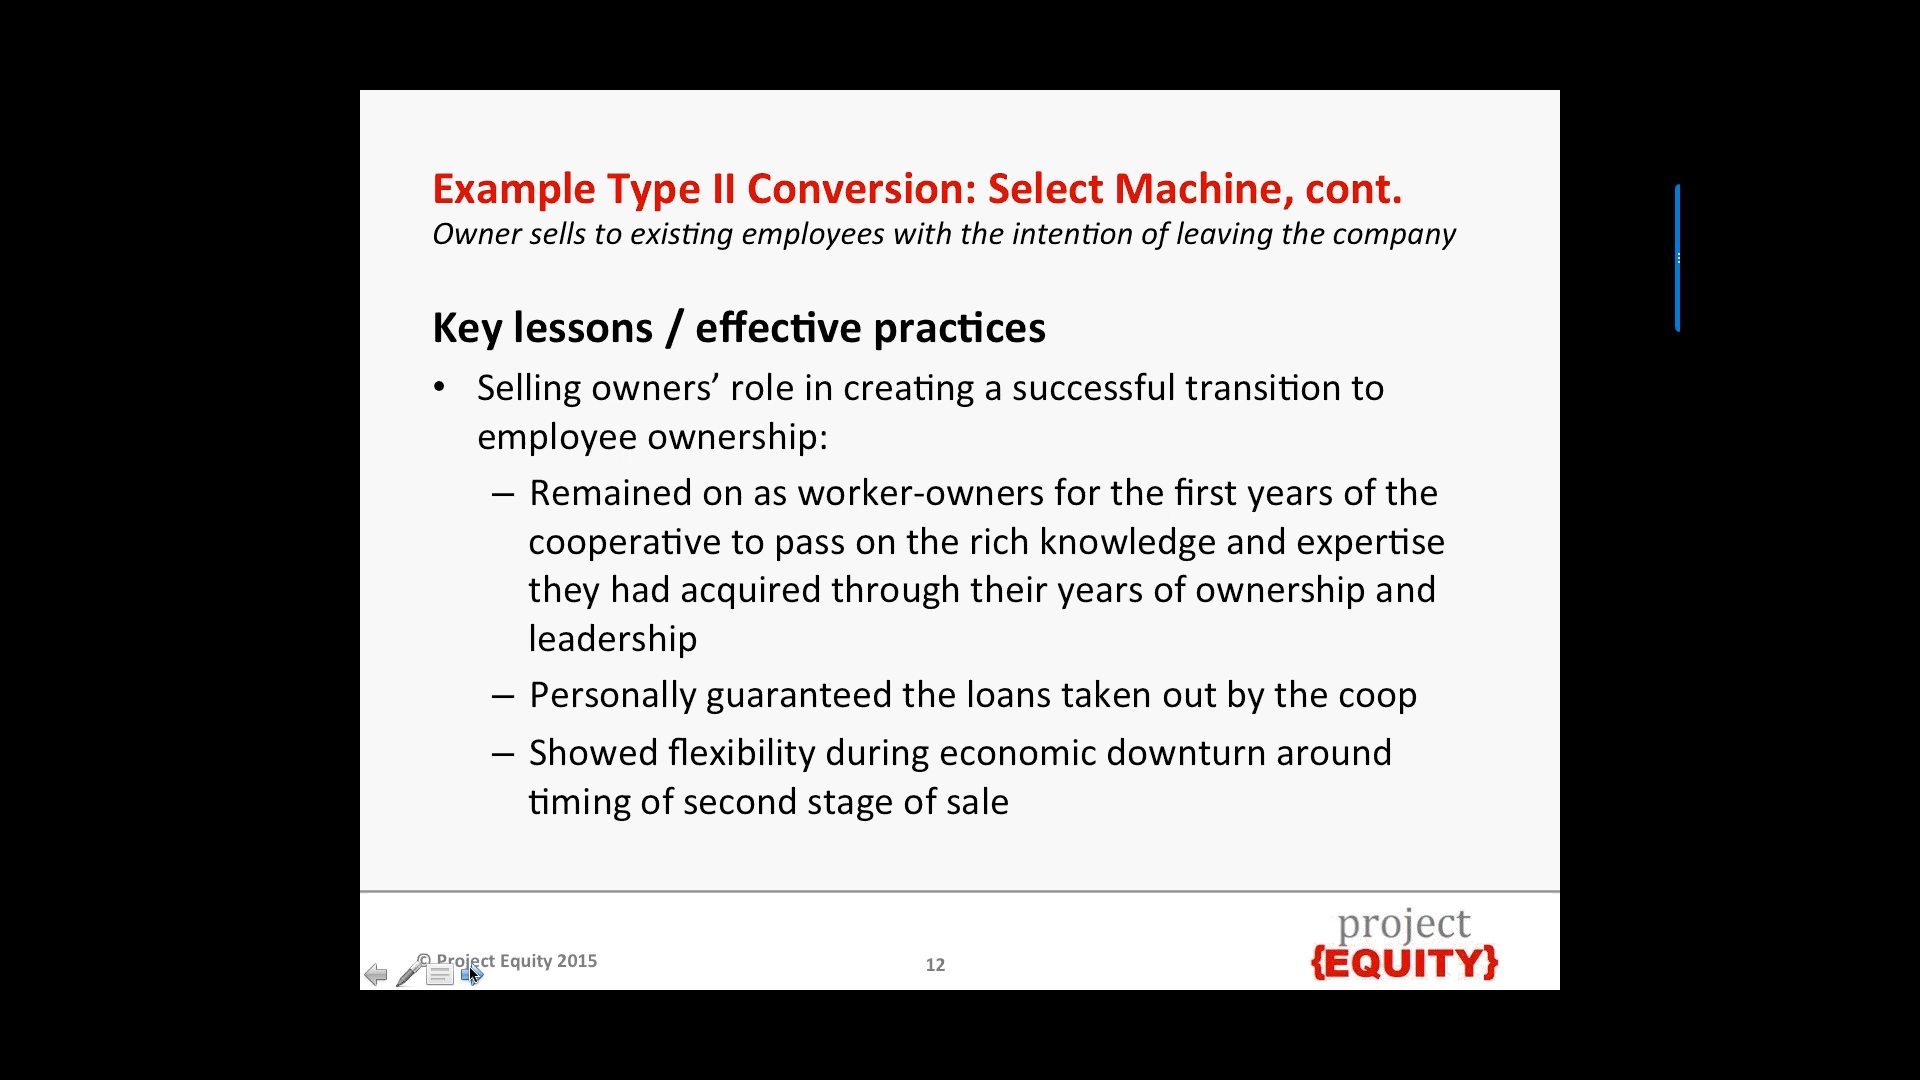 Example Type II Conversion: Select Machine, cont.
Owner sells to existing employees with the intention of leaving the company
Key lessons / effective practices
• Selling owners’ role in creating a successful transition to
employee ownership:
– Remained on as worker-owners for the first years of the
cooperative to pass on the rich knowledge and expertise
they had acquired through their years of ownership and
leadership
– Personally guaranteed the loans taken out by the coop
– Showed flexibility during economic downturn around
timing of second stage of sale
© Project Equity 2015
12
project
{EQUITY}